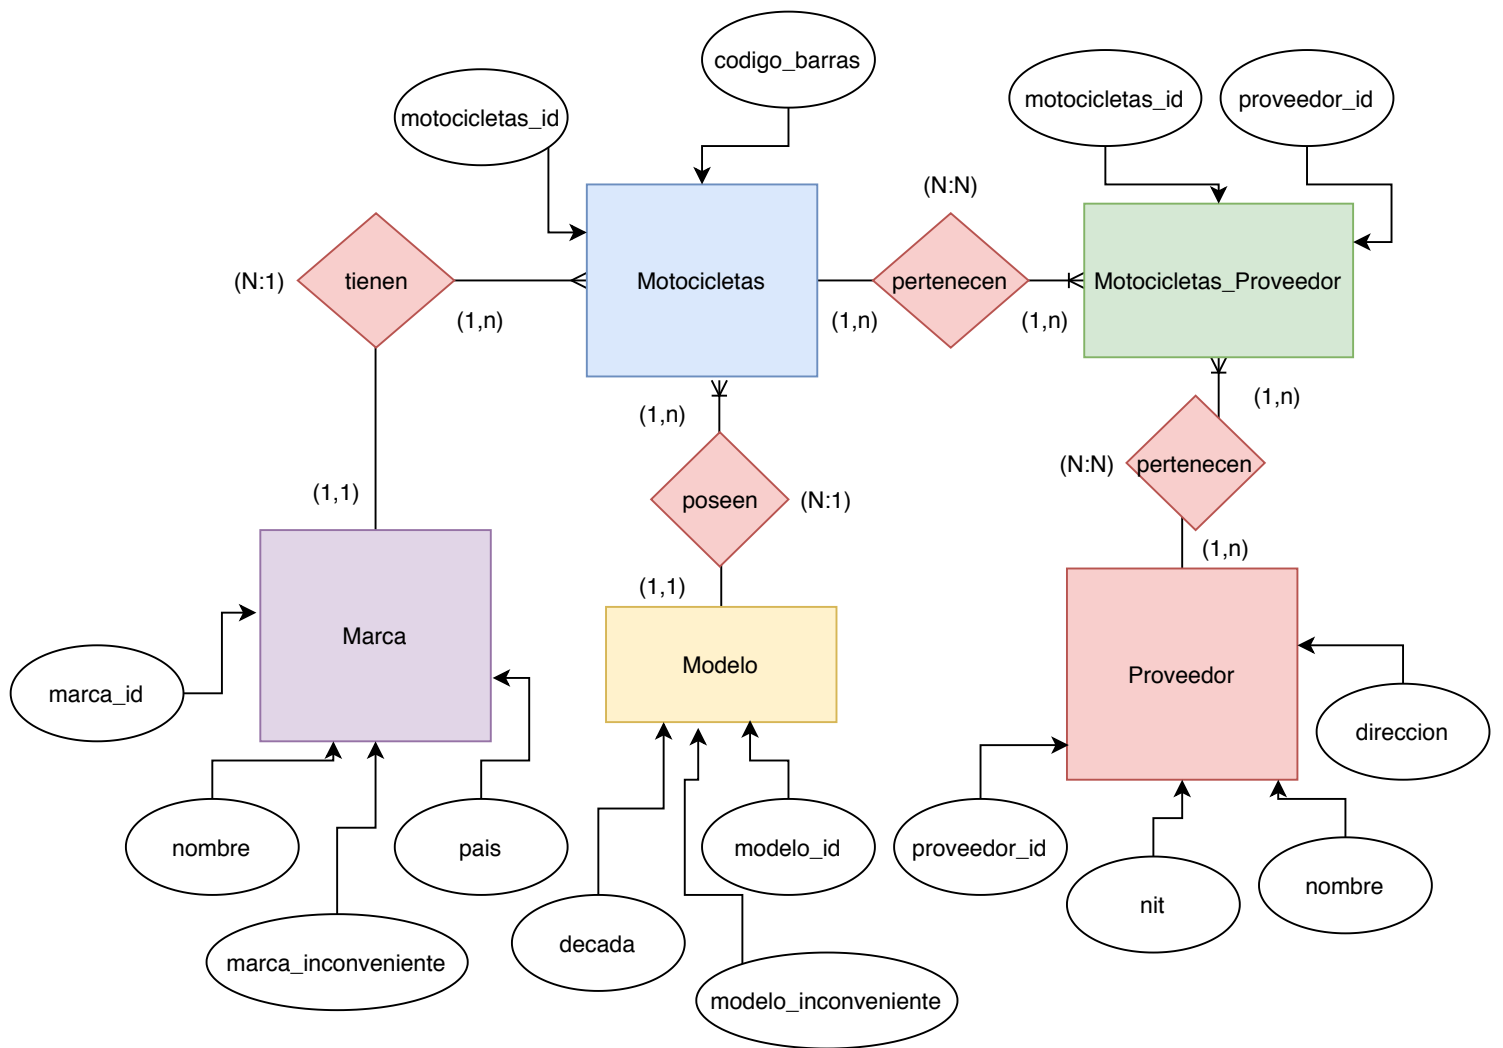 codigo_barras
motocicletas_id
motocicletas_id
proveedor_id
(N:N)
(N:1)
tienen
Motocicletas
pertenecen
Motocicletas_Proveedor
(1,n)
(1,n)
(1,n)
(1,n)
(1,n)
(N:N)
pertenecen
(1,1)
poseen
(N:1)
(1,n)
(1,1)
Marca
Modelo
Proveedor
marca_id
direccion
nombre
pais
modelo_id
proveedor_id
nombre
nit
decada
marca_inconveniente
modelo_inconveniente